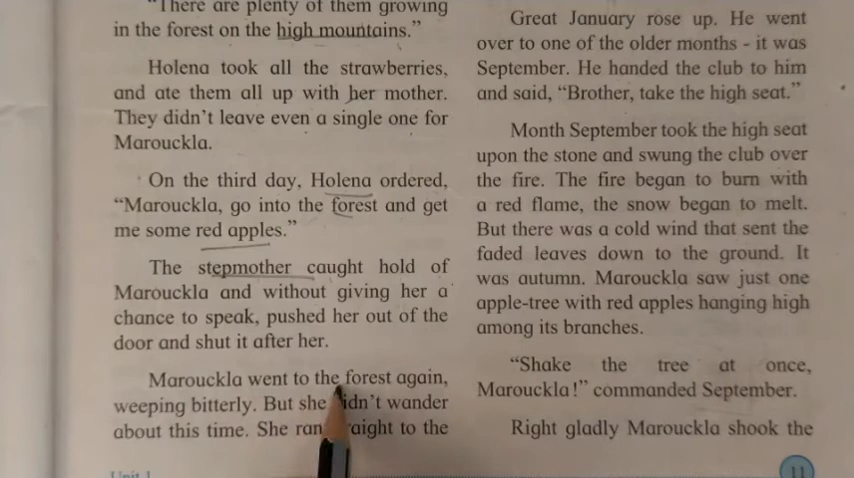 "There are plenty of them growing
in the forest on the high mountains."
Holena took all the strawberries,
and ate them all up with her mother.
They didn't leave even a single one for
Marouckla.
On the third day, Holena ordered,
"Marouckla, go into the forest and get
me some red apples."
The stepmother caught hold of
Marouckla and without giving her a
chance to speak, pushed her out of the
door and shut it after her.
Marouckla went to the forest again,
weeping bitterly. But she didn't wander
about this time. She ran to the
Unit 1
Great January rose up. He went
over to one of the older months - it was
September. He handed the club to him
and said, "Brother, take the high seat."
Month September took the high seat
upon the stone and swung the club over
the fire. The fire began to burn with
a red flame, the snow began to melt.
But there was a cold wind that sent the
faded leaves down to the ground. It
was autumn. Marouckla saw just one
apple-tree with red apples hanging high
among its branches.
"Shake the tree at once,
Marouckla!" commanded September.
Right gladly Marouckla shook the
11